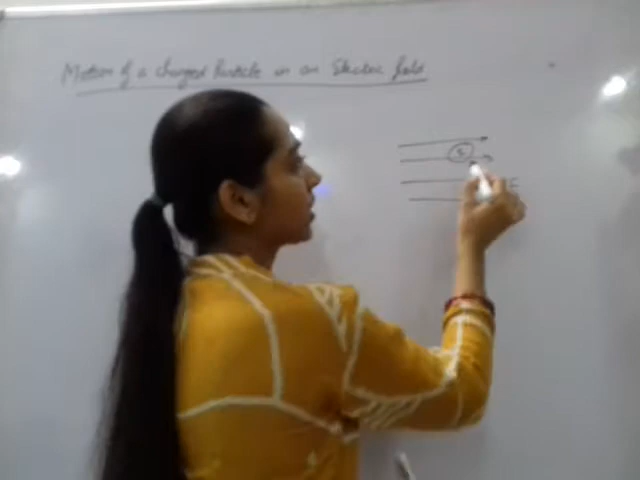 Motion of a charged Particle in an Electric field
E